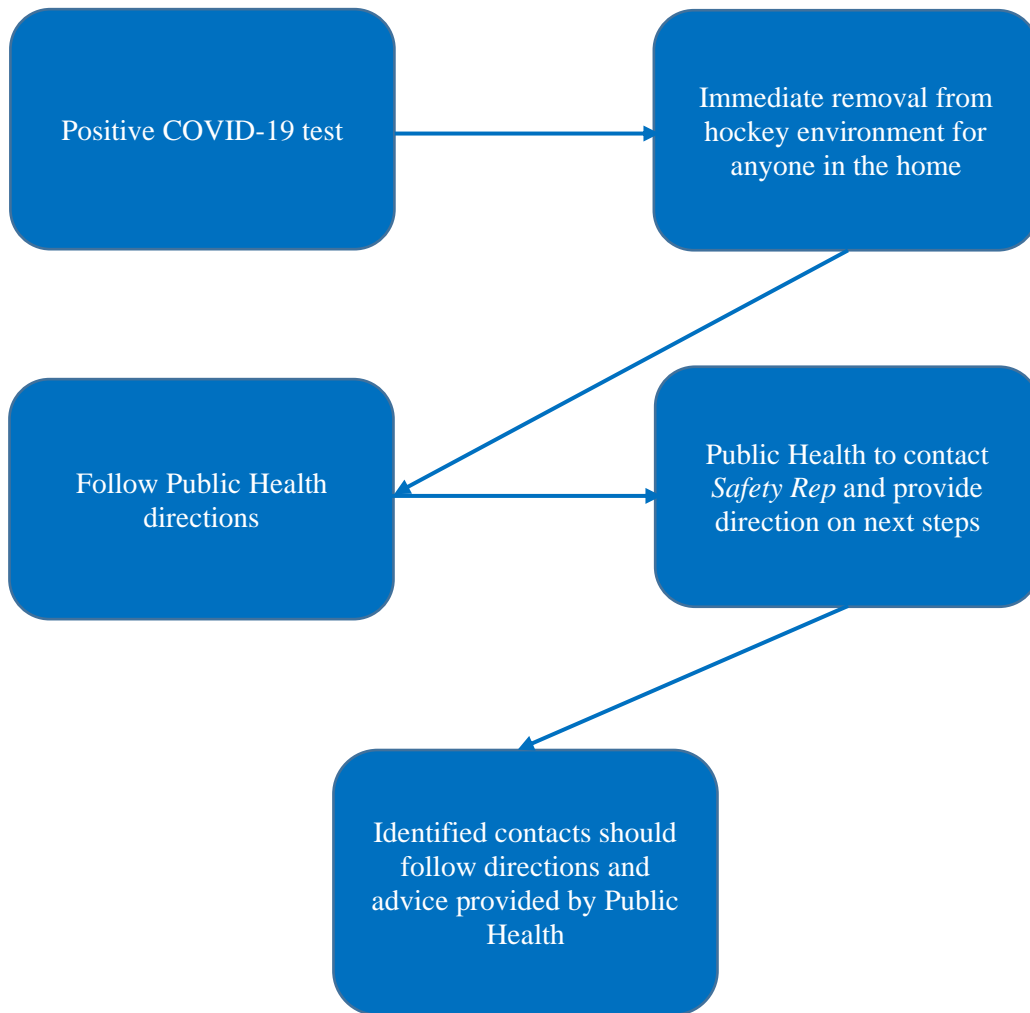 Positive COVID-19 test
Immediate removal from
hockey environment for
anyone in the home
Follow Public Health
directions
Public Health to contact
Safety Rep and provide
direction on next steps
Identified contacts should
follow directions and
advice provided by Public
Health